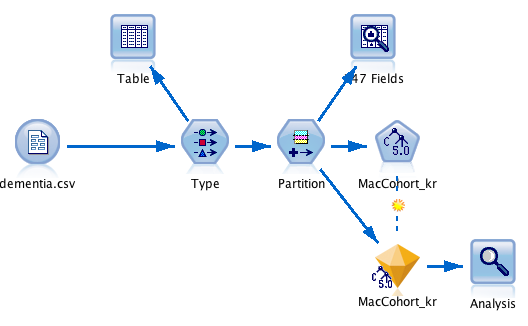 Table
47 Fields
C 5.0
dementia.csv
Type
Partition
MacCohort_kr
C 5.0
MacCohort_kr
Analysis